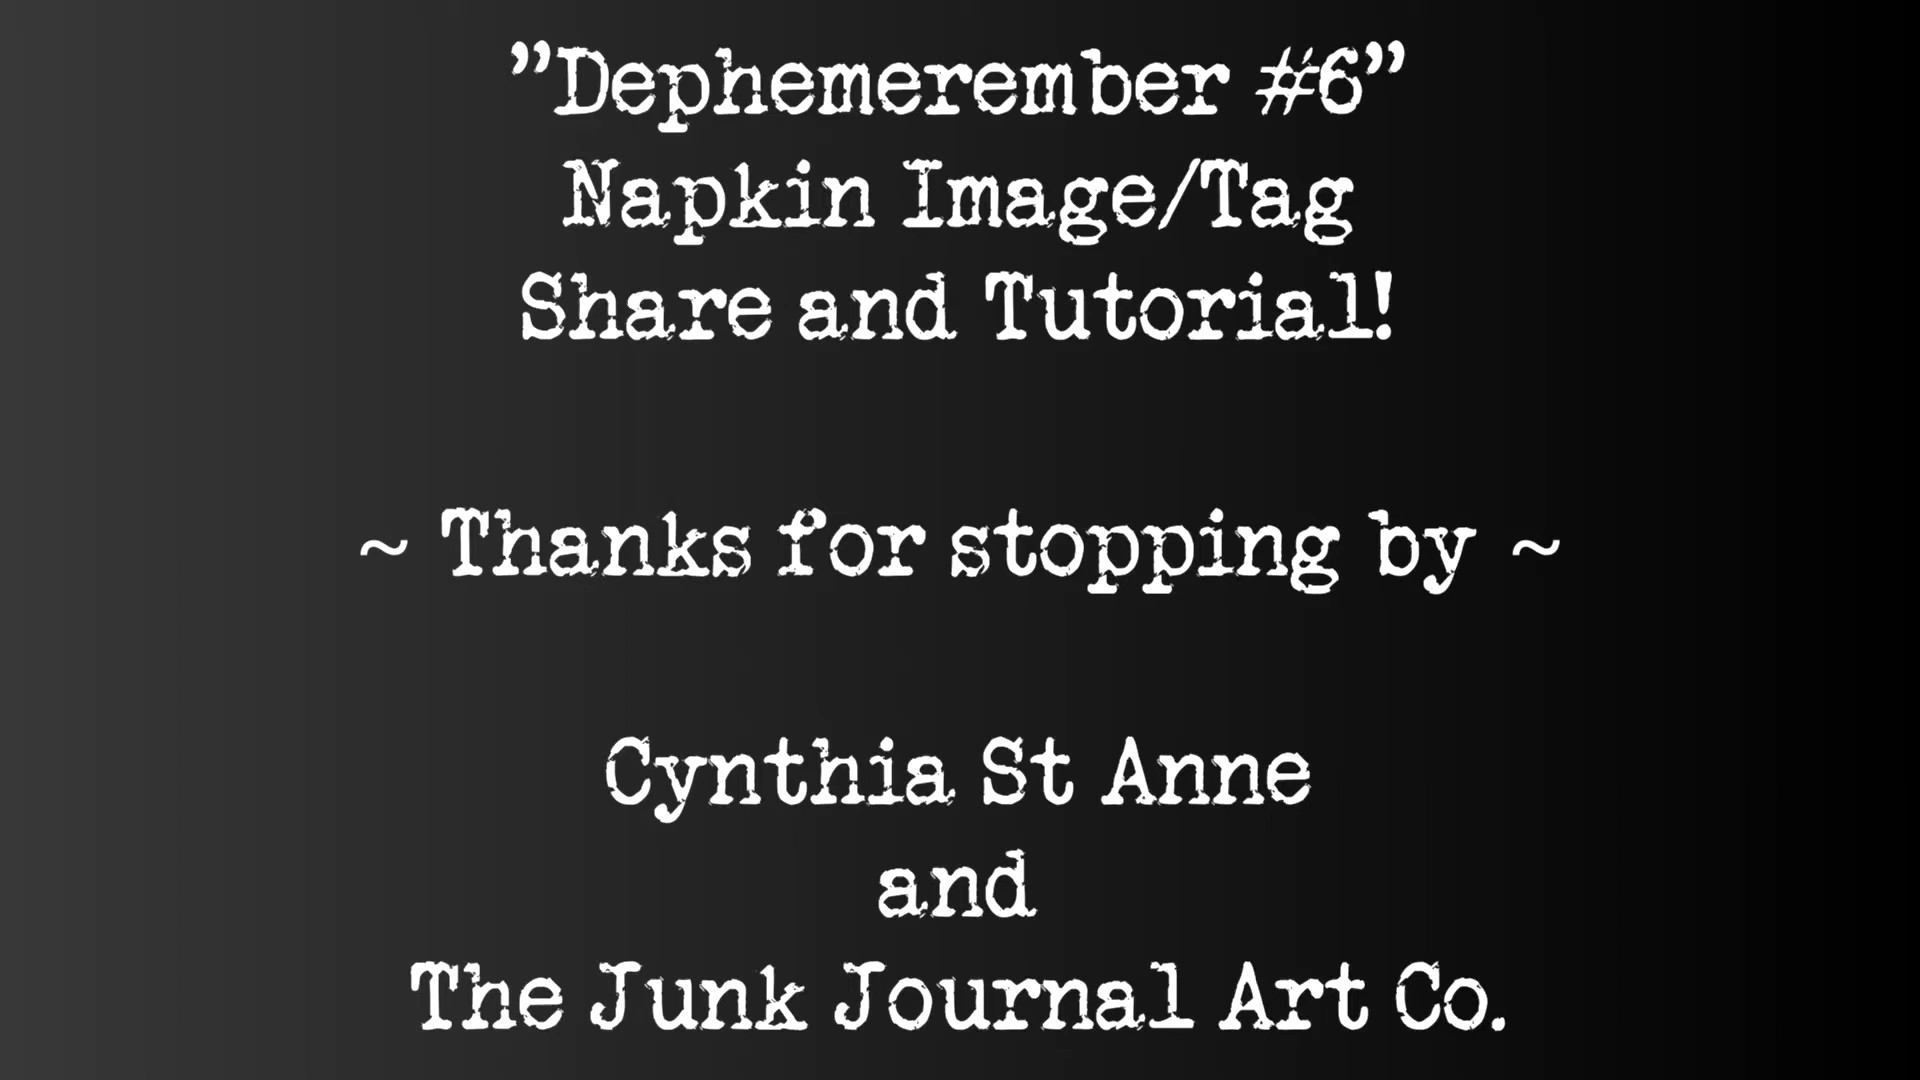 ”Dephemerember #6”
Napkin Image/Tag
Share and Tutorial!
~ Thanks for stopping by ~
Cynthia St Anne
and
The Junk Journal Art Co.